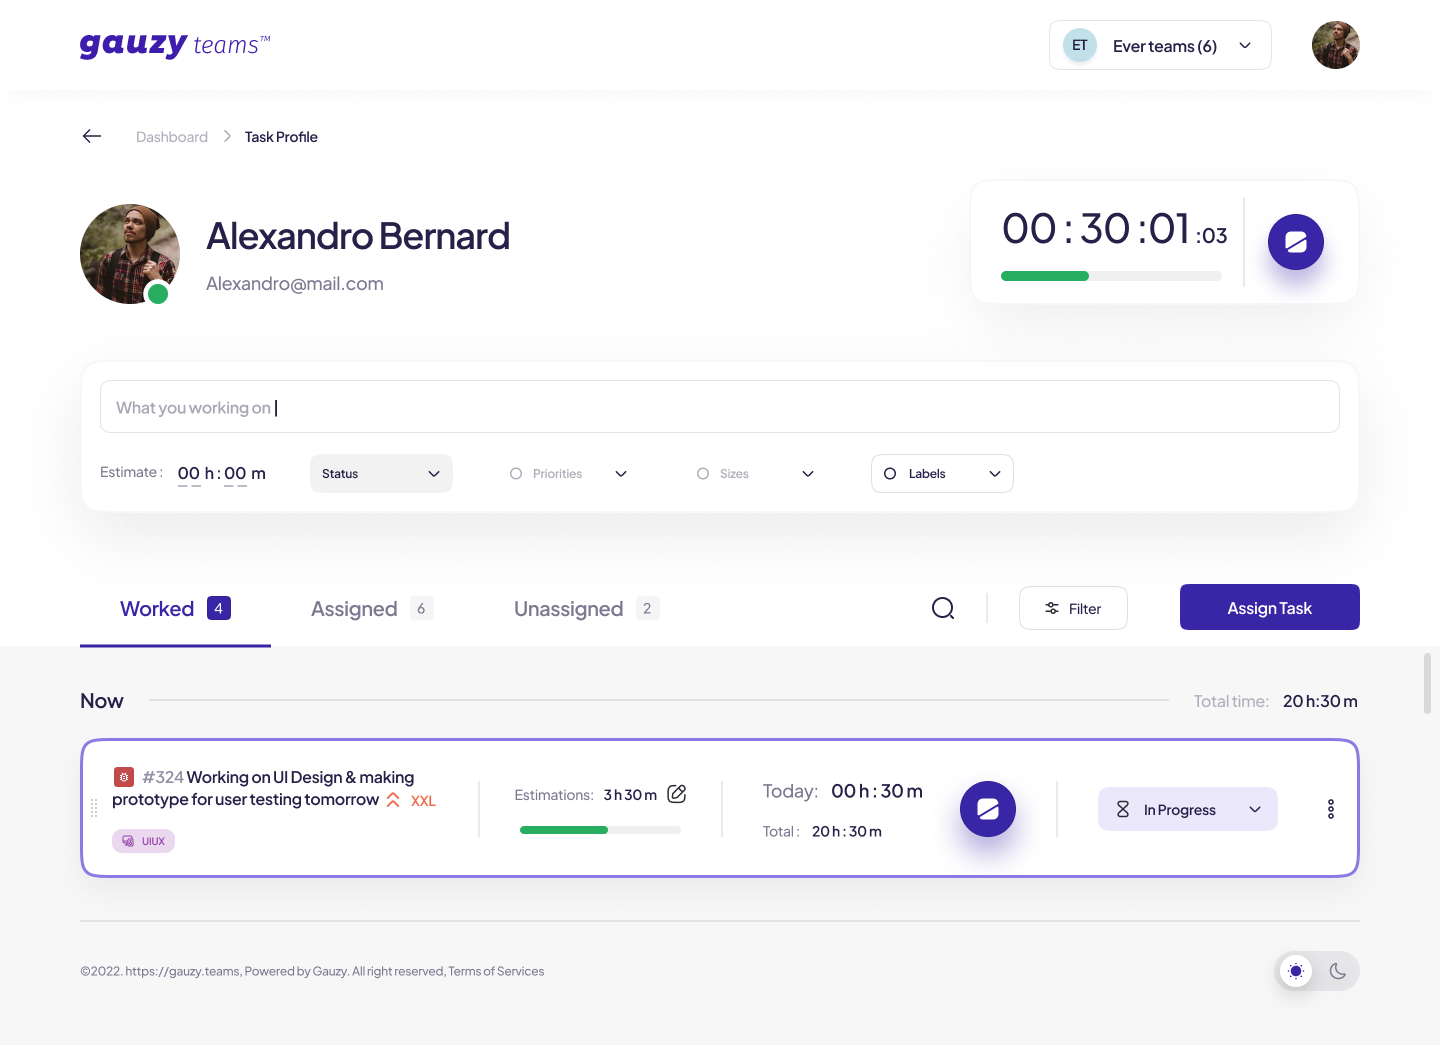 gauzy teams™
ET Ever teams (6)
Dashboard Task Profile
Alexandro Bernard
Alexandro@mail.com
00 : 30 :01 :03
What you working on
Estimate : 00 h : 00 m Status Priorities Sizes Labels
Worked 4 Assigned 6 Unassigned 2 Filter Assign Task
Now Total time: 20 h:30 m
#324 Working on UI Design & making
prototype for user testing tomorrow XXL
UIUX
Estimations: 3 h 30 m
Today: 00 h : 30 m
Total : 20 h : 30 m
In Progress
©2022. https://gauzy.teams, Powered by Gauzy. All right reserved, Terms of Services